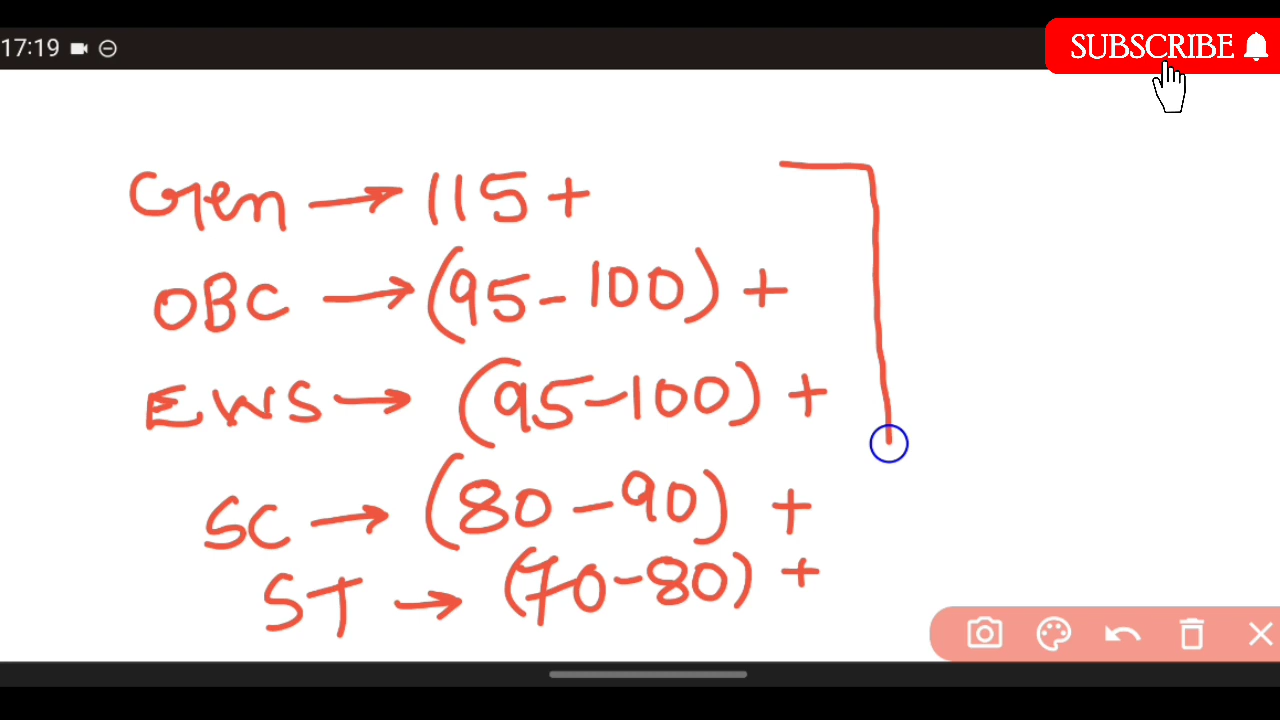 17:19
SUBSCRIBE
Gen → 115 +
OBC → (95 - 100) +
EWS → (95 - 100) +
SC → (80 - 90) +
ST → (70 - 80) +